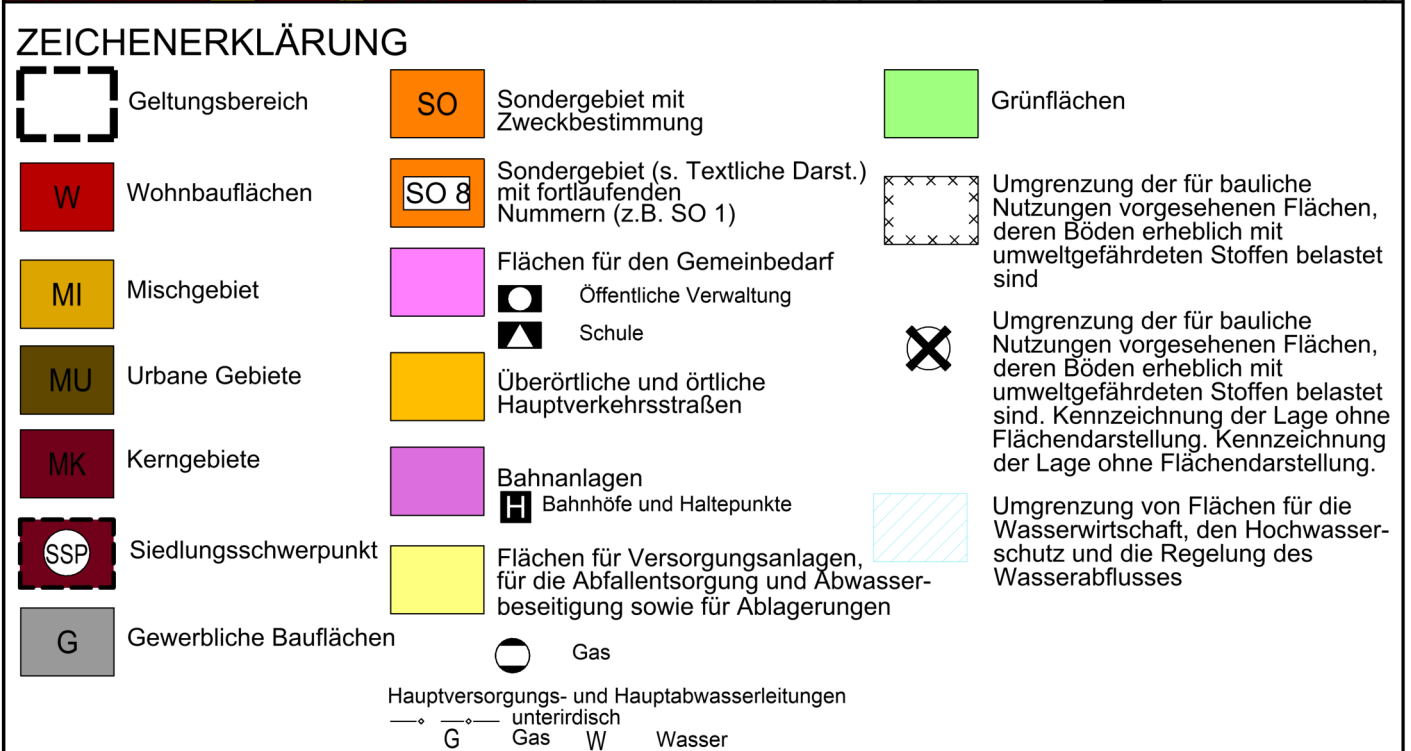 ZEICHENERKLÄRUNG
Geltungsbereich
W
Wohnbauflächen
MI
Mischgebiet
MU
Urbane Gebiete
MK
Kerngebiete
SSP
Siedlungsschwerpunkt
G
Gewerbliche Bauflächen
SO
Sondergebiet mit
Zweckbestimmung
SO 8
Sondergebiet (s. Textliche Darst.)
mit fortlaufenden
Nummern (z.B. SO 1)
Flächen für den Gemeinbedarf
Öffentliche Verwaltung
Schule
Überörtliche und örtliche
Hauptverkehrsstraßen
Bahnanlagen
H Bahnhöfe und Haltepunkte
Flächen für Versorgungsanlagen,
für die Abfallentsorgung und Abwasser-
beseitigung sowie für Ablagerungen
Gas
Hauptversorgungs- und Hauptabwasserleitungen
unterirdisch
G Gas W Wasser
Grünflächen
Umgrenzung der für bauliche
Nutzungen vorgesehenen Flächen,
deren Böden erheblich mit
umweltgefährdeten Stoffen belastet
sind
Umgrenzung der für bauliche
Nutzungen vorgesehenen Flächen,
deren Böden erheblich mit
umweltgefährdeten Stoffen belastet
sind. Kennzeichnung der Lage ohne
Flächendarstellung. Kennzeichnung
der Lage ohne Flächendarstellung.
Umgrenzung von Flächen für die
Wasserwirtschaft, den Hochwasser-
schutz und die Regelung des
Wasserabflusses